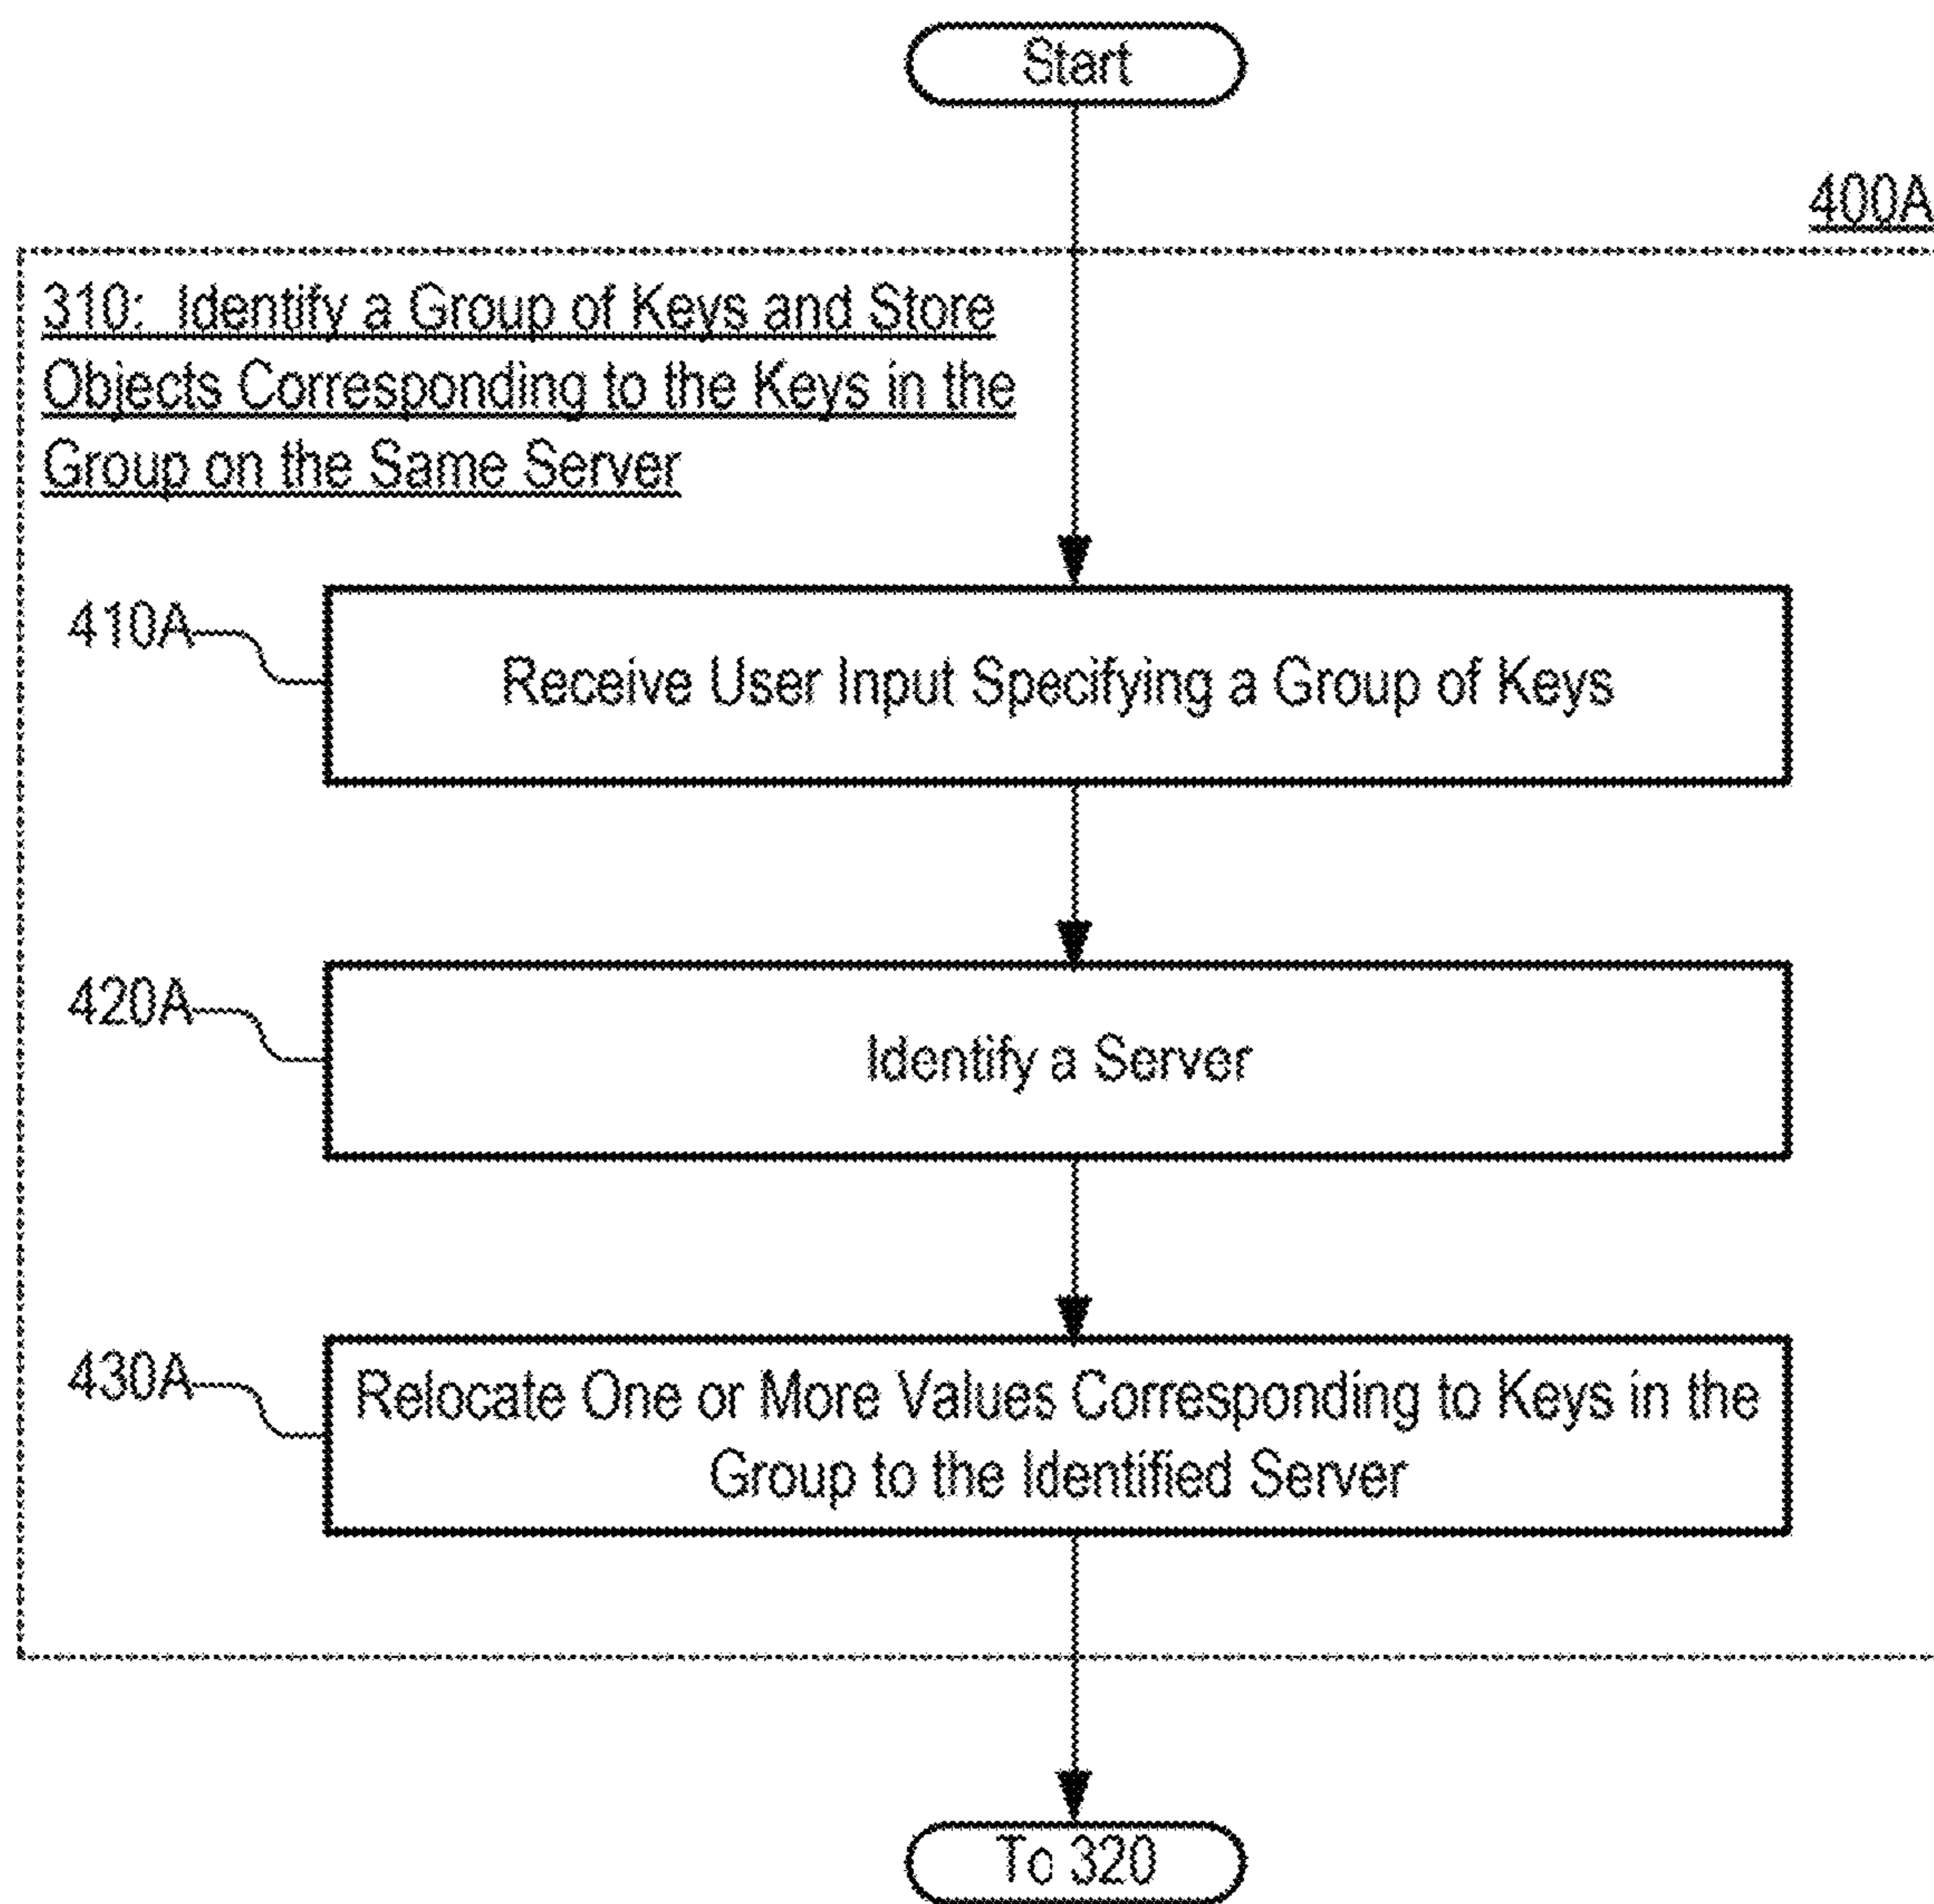 Start
400A
310: Identify a Group of Keys and Store
Objects Corresponding to the Keys in the
Group on the Same Server
410A
Receive User Input Specifying a Group of Keys
420A
Identify a Server
430A
Relocate One or More Values Corresponding to Keys in the
Group to the Identified Server
To 320